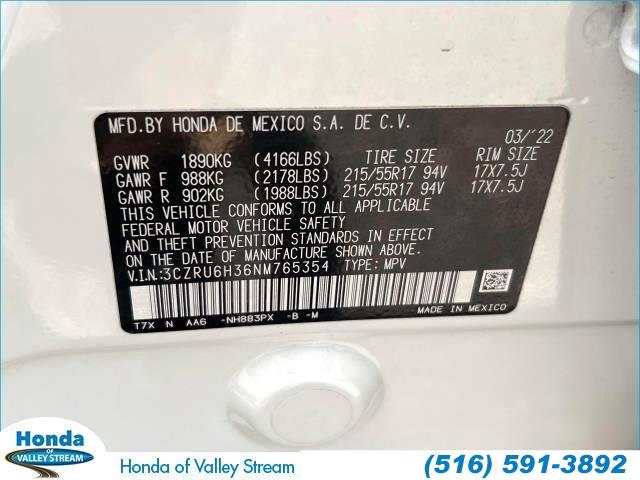 MFD.BY HONDA DE MEXICO S.A. DE C.V.
03/'22
GVWR 1890KG (4166LBS) TIRE SIZE RIM SIZE
GAWR F 988KG (2178LBS) 215/55R17 94V 17X7.5J
GAWR R 902KG (1988LBS) 215/55R17 94V 17X7.5J
THIS VEHICLE CONFORMS TO ALL APPLICABLE
FEDERAL MOTOR VEHICLE SAFETY
AND THEFT PREVENTION STANDARDS IN EFFECT
ON THE DATE OF MANUFACTURE SHOWN ABOVE.
V.I.N:3CZRU6H36NM765354 TYPE: MPV
T7X N AA6 -NH883PX -B -M MADE IN MEXICO
Honda
OF
VALLEY STREAM
Honda of Valley Stream
(516) 591-3892